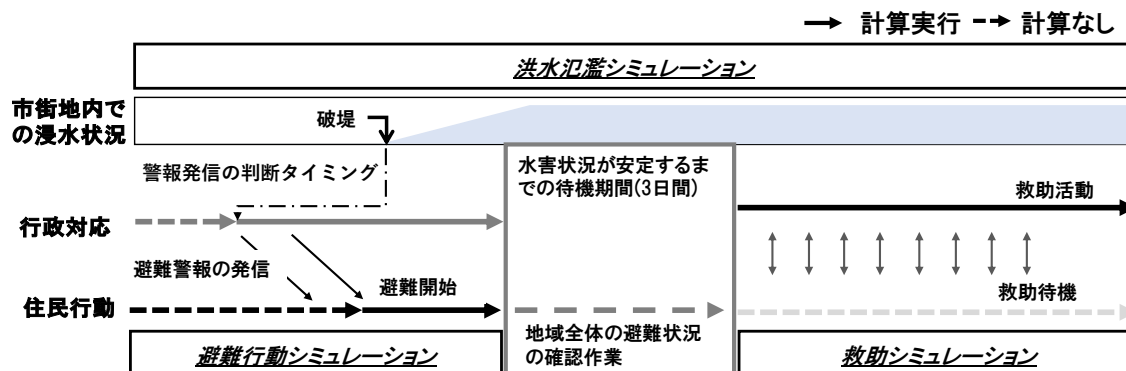 計算実行 計算なし
洪水氾濫シミュレーション
市街地内で
の浸水状況
破堤
警報発信の判断タイミング
水害状況が安定するま
での待機期間(3日間)
救助活動
行政対応
避難警報の発信
避難開始
救助待機
住民行動
地域全体の避難状況
の確認作業
避難行動シミュレーション
救助シミュレーション